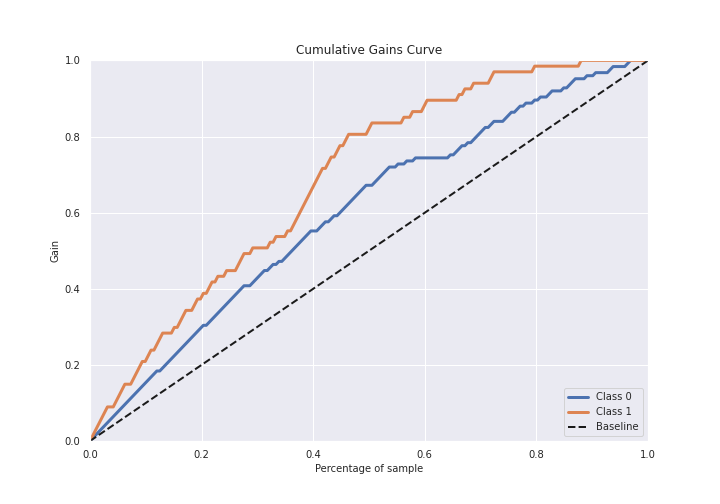 Cumulative Gains Curve
1.0
0.8
0.6
0.4
0.2
0.0
Gain
0.0 0.2 0.4 0.6 0.8 1.0
Percentage of sample
Class 0
Class 1
Baseline